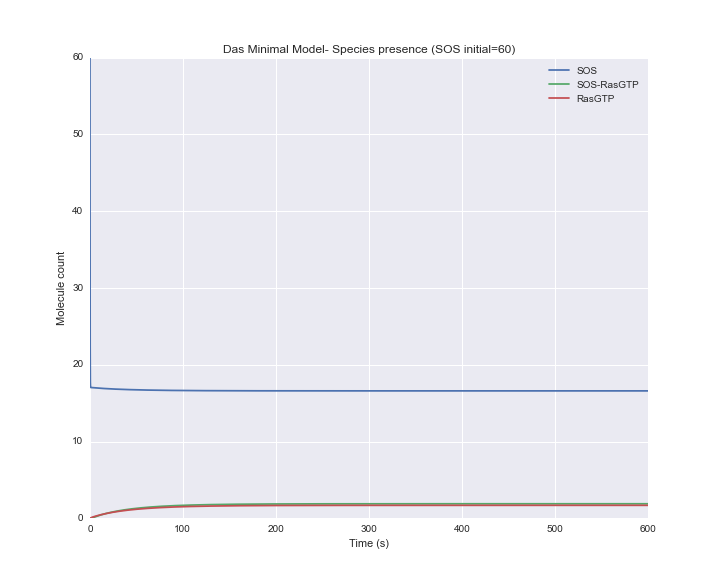 Das Minimal Model- Species presence (SOS initial=60)
SOS
SOS-RasGTP
RasGTP
60
50
40
30
20
10
0
Molecule count
0 100 200 300 400 500 600
Time (s)